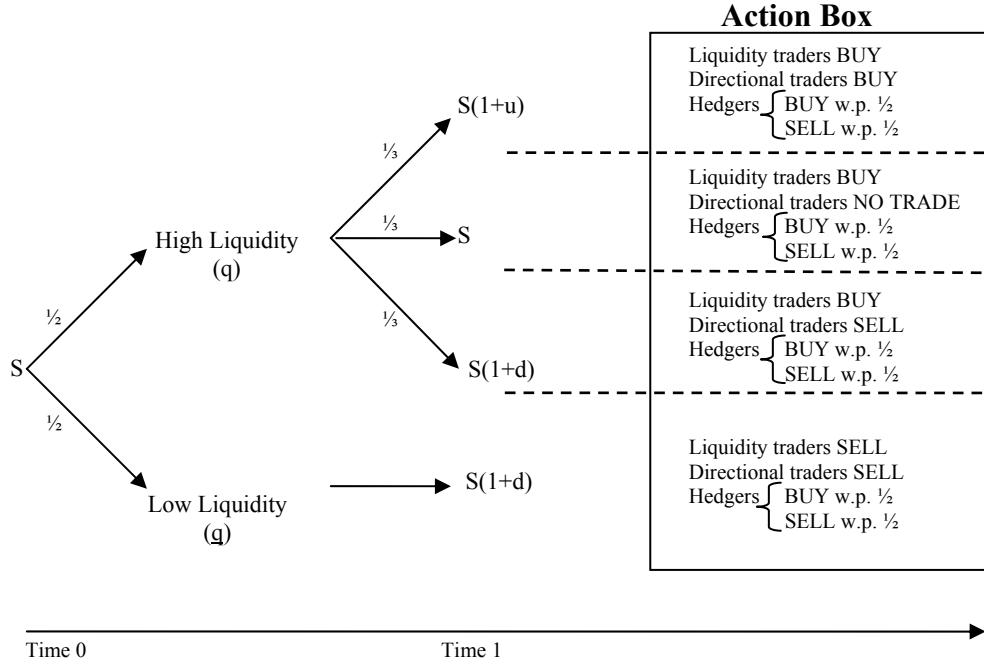 Action Box
Liquidity traders BUY
Directional traders BUY
Hedgers { BUY w.p. ½
SELL w.p. ½
S(1+u)
⅓
Liquidity traders BUY
Directional traders NO TRADE
Hedgers { BUY w.p. ½
SELL w.p. ½
High Liquidity
(q)
⅓
S
½
⅓
Liquidity traders BUY
Directional traders SELL
Hedgers { BUY w.p. ½
SELL w.p. ½
S
S(1+d)
½
Liquidity traders SELL
Directional traders SELL
Hedgers { BUY w.p. ½
SELL w.p. ½
S(1+d)
Low Liquidity
(q)
Time 0
Time 1